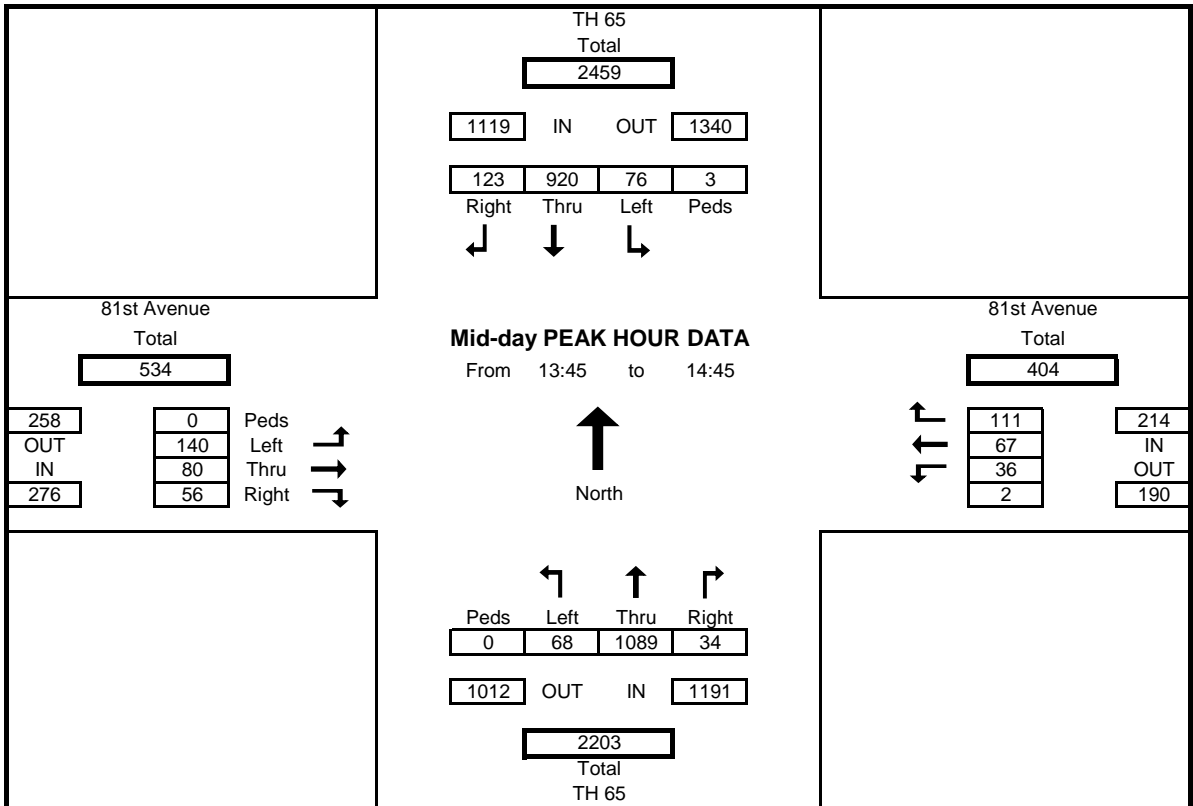 TH 65
Total
2459
1119 IN OUT 1340
123 920 76 3
Right Thru Left Peds
81st Avenue
Total
534
258 0 Peds
OUT 140 Left
IN 80 Thru
276 56 Right
Mid-day PEAK HOUR DATA
From 13:45 to 14:45
North
81st Avenue
Total
404
111 214
67 IN
36 OUT
2 190
Peds Left Thru Right
0 68 1089 34
1012 OUT IN 1191
2203
Total
TH 65